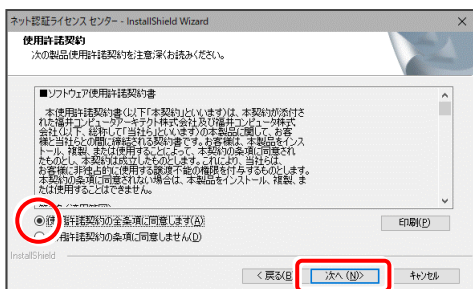 ネット認証ライセンス センター - InstallShield Wizard
使用許諾契約
次の製品使用許諾契約を注意深くお読みください。
■ソフトウェア使用許諾契約書
本使用許諾契約書(以下「本契約」といいます)は、本契約が添付さ
れた福井コンピュータアーキテクト株式会社及び福井コンピュータ株式
会社(以下、総称して「当社ら」といいます)の本製品に関して、お客
様と当社らとの間に締結される契約書です。お客様は、本製品をインス
トール、複製、または使用することによって、本契約の条項に同意され
たものとし、本契約は成立したものとします。これにより、当社らは、
お客様に非独占的に使用する譲渡不能の権限を付与するものとします。
本契約の条項に同意されない場合は、本製品をインストール、複製、ま
たは使用することはできません。
使用許諾契約の全条項に同意します(A)
許諾契約の条項に同意しません(D)
印刷(P)
InstallShield
< 戻る(B
次へ (N)>
キャンセル